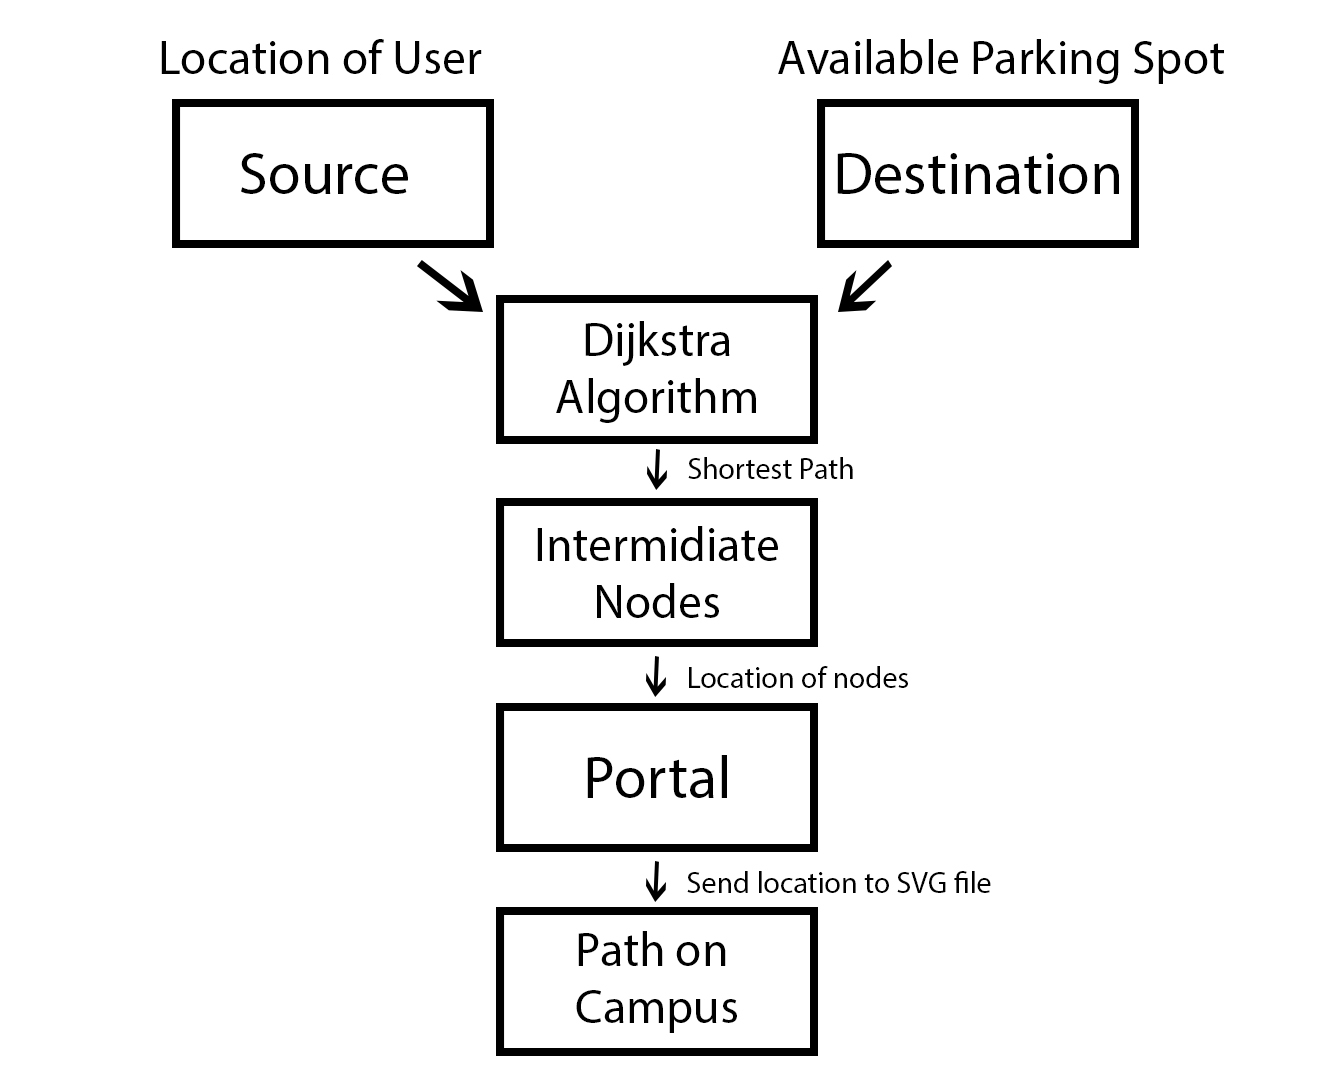 Location of User
Available Parking Spot
Source
Destination
Dijkstra
Algorithm
Shortest Path
Intermidiate
Nodes
Location of nodes
Portal
Send location to SVG file
Path on
Campus